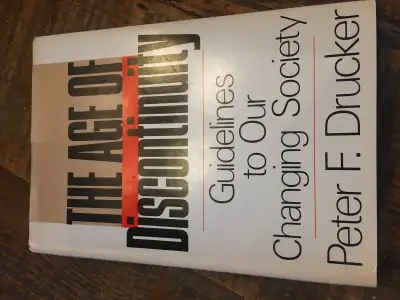 THE AGE OF
DISCONTINUITY
Guidelines
to Our
Changing Society
Peter F. Drucker